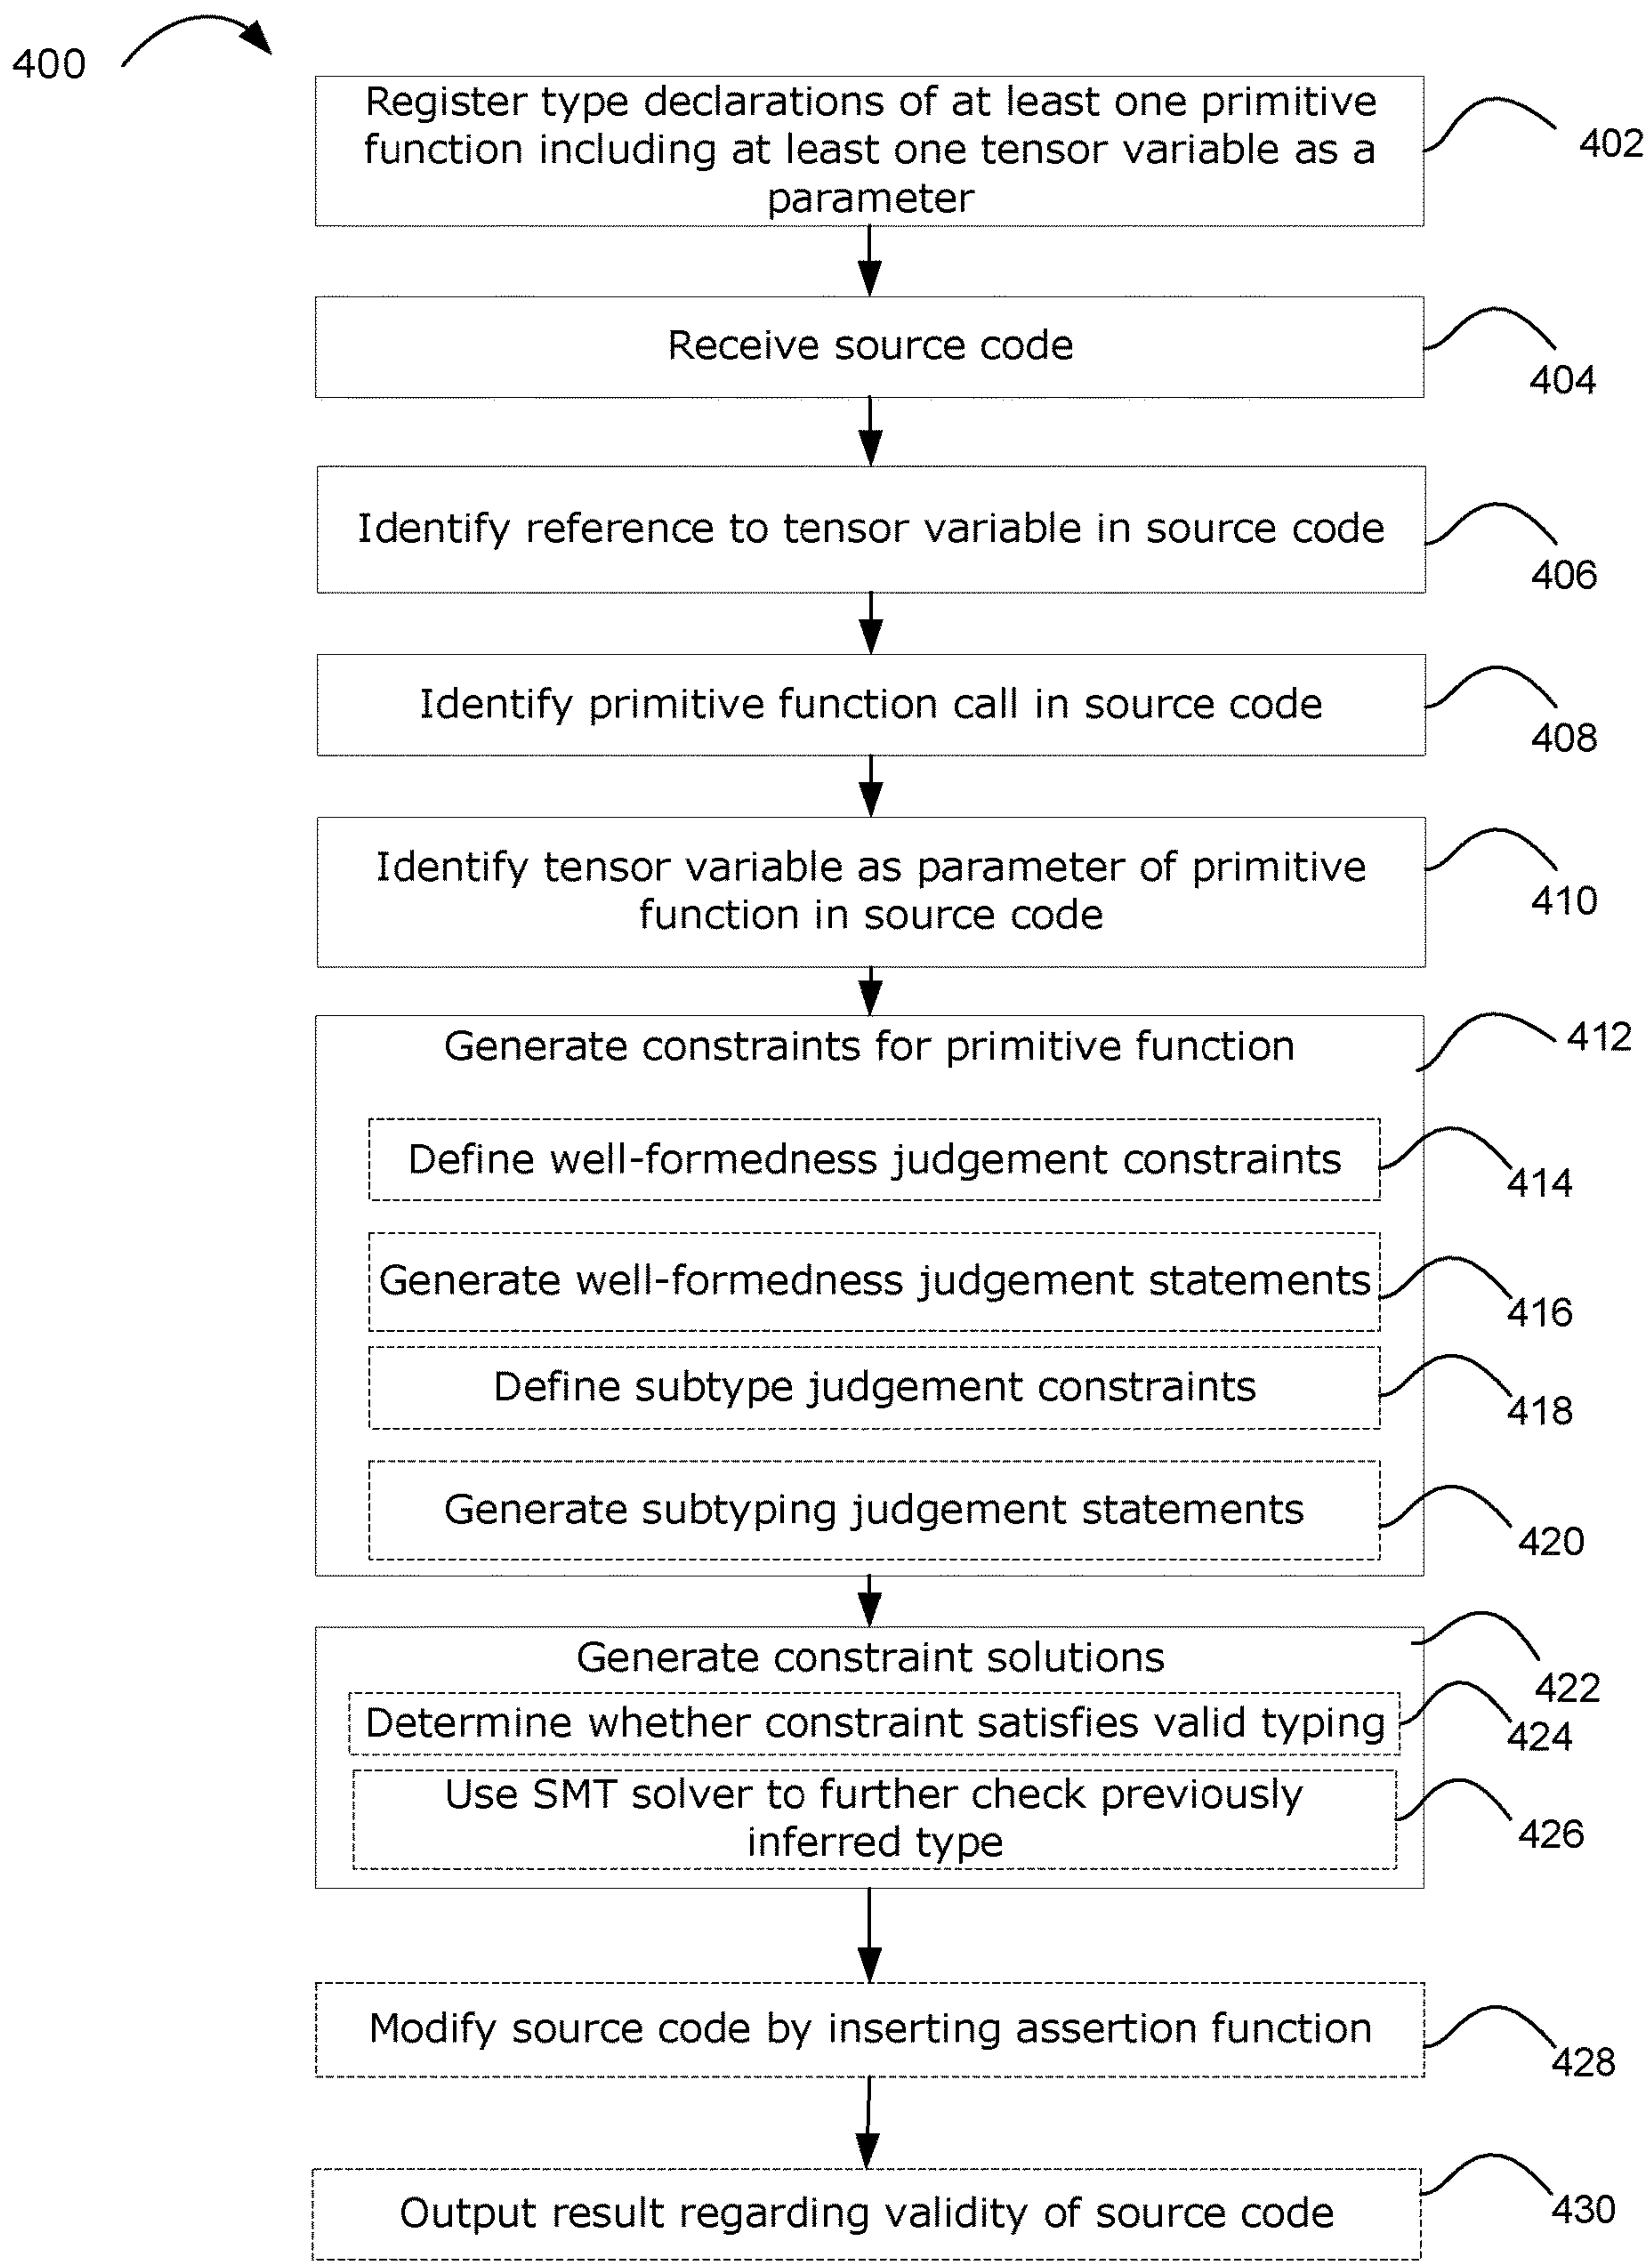 400
Register type declarations of at least one primitive
function including at least one tensor variable as a
parameter
402
Receive source code
404
Identify reference to tensor variable in source code
406
Identify primitive function call in source code
408
Identify tensor variable as parameter of primitive
function in source code
410
Generate constraints for primitive function
412
Define well-formedness judgement constraints
414
Generate well-formedness judgement statements
416
Define subtype judgement constraints
418
Generate subtyping judgement statements
420
Generate constraint solutions
422
Determine whether constraint satisfies valid typing
424
Use SMT solver to further check previously
inferred type
426
Modify source code by inserting assertion function
428
Output result regarding validity of source code
430